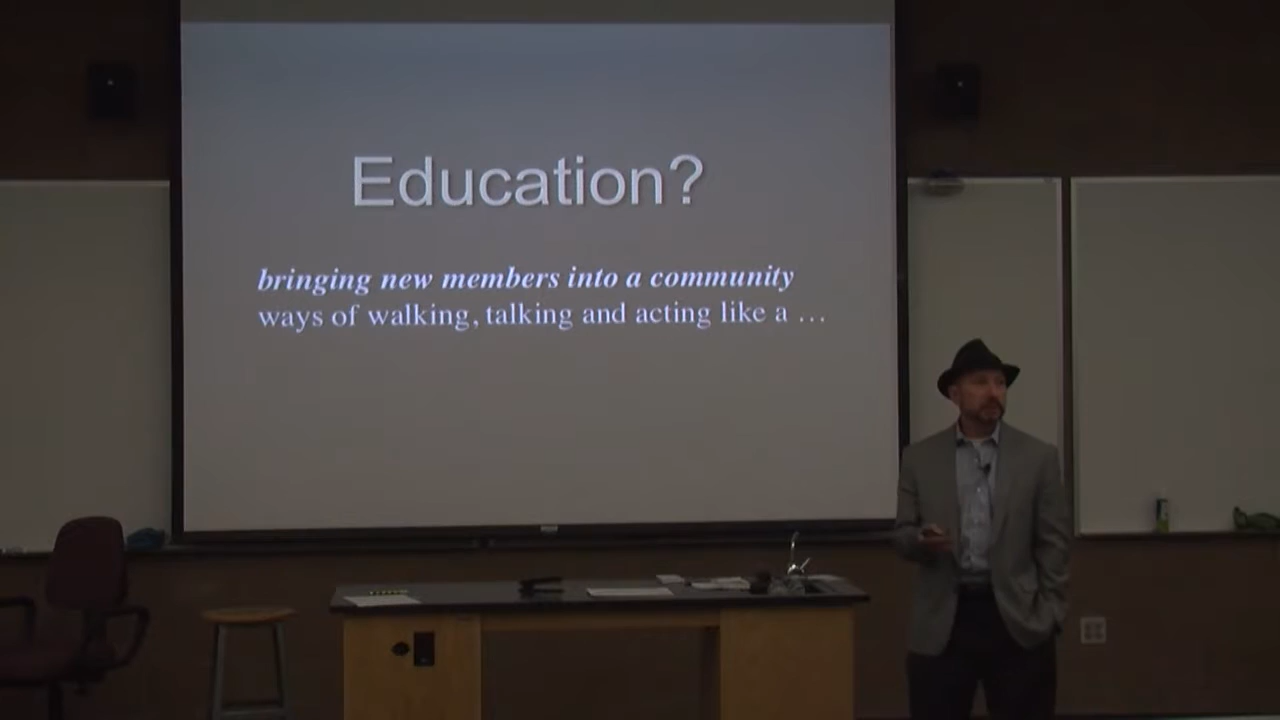 Education?
bringing new members into a community
ways of walking, talking and acting like a …